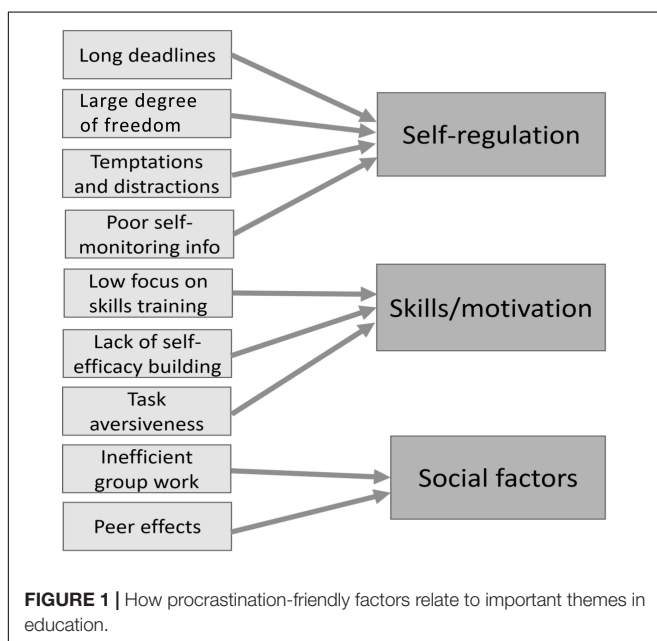 Long deadlines
Large degree
of freedom
Temptations
and distractions
Poor self-
monitoring info
Low focus on
skills training
Lack of self-
efficacy building
Task
aversiveness
Inefficient
group work
Peer effects
Self-regulation
Skills/motivation
Social factors
FIGURE 1 | How procrastination-friendly factors relate to important themes in
education.